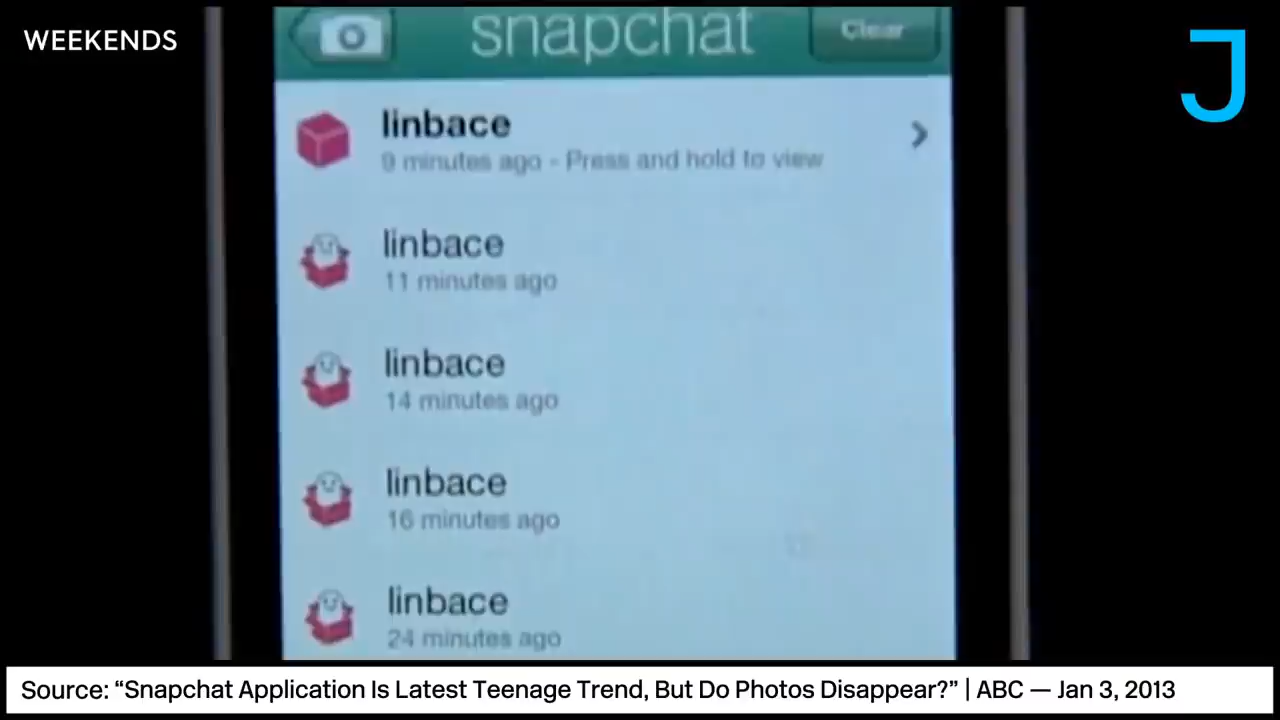 WEEKENDS
J
snapchat
Clear
linbace
9 minutes ago - Press and hold to view
linbace
11 minutes ago
linbace
14 minutes ago
linbace
16 minutes ago
linbace
24 minutes ago
Source: “Snapchat Application Is Latest Teenage Trend, But Do Photos Disappear?” | ABC — Jan 3, 2013